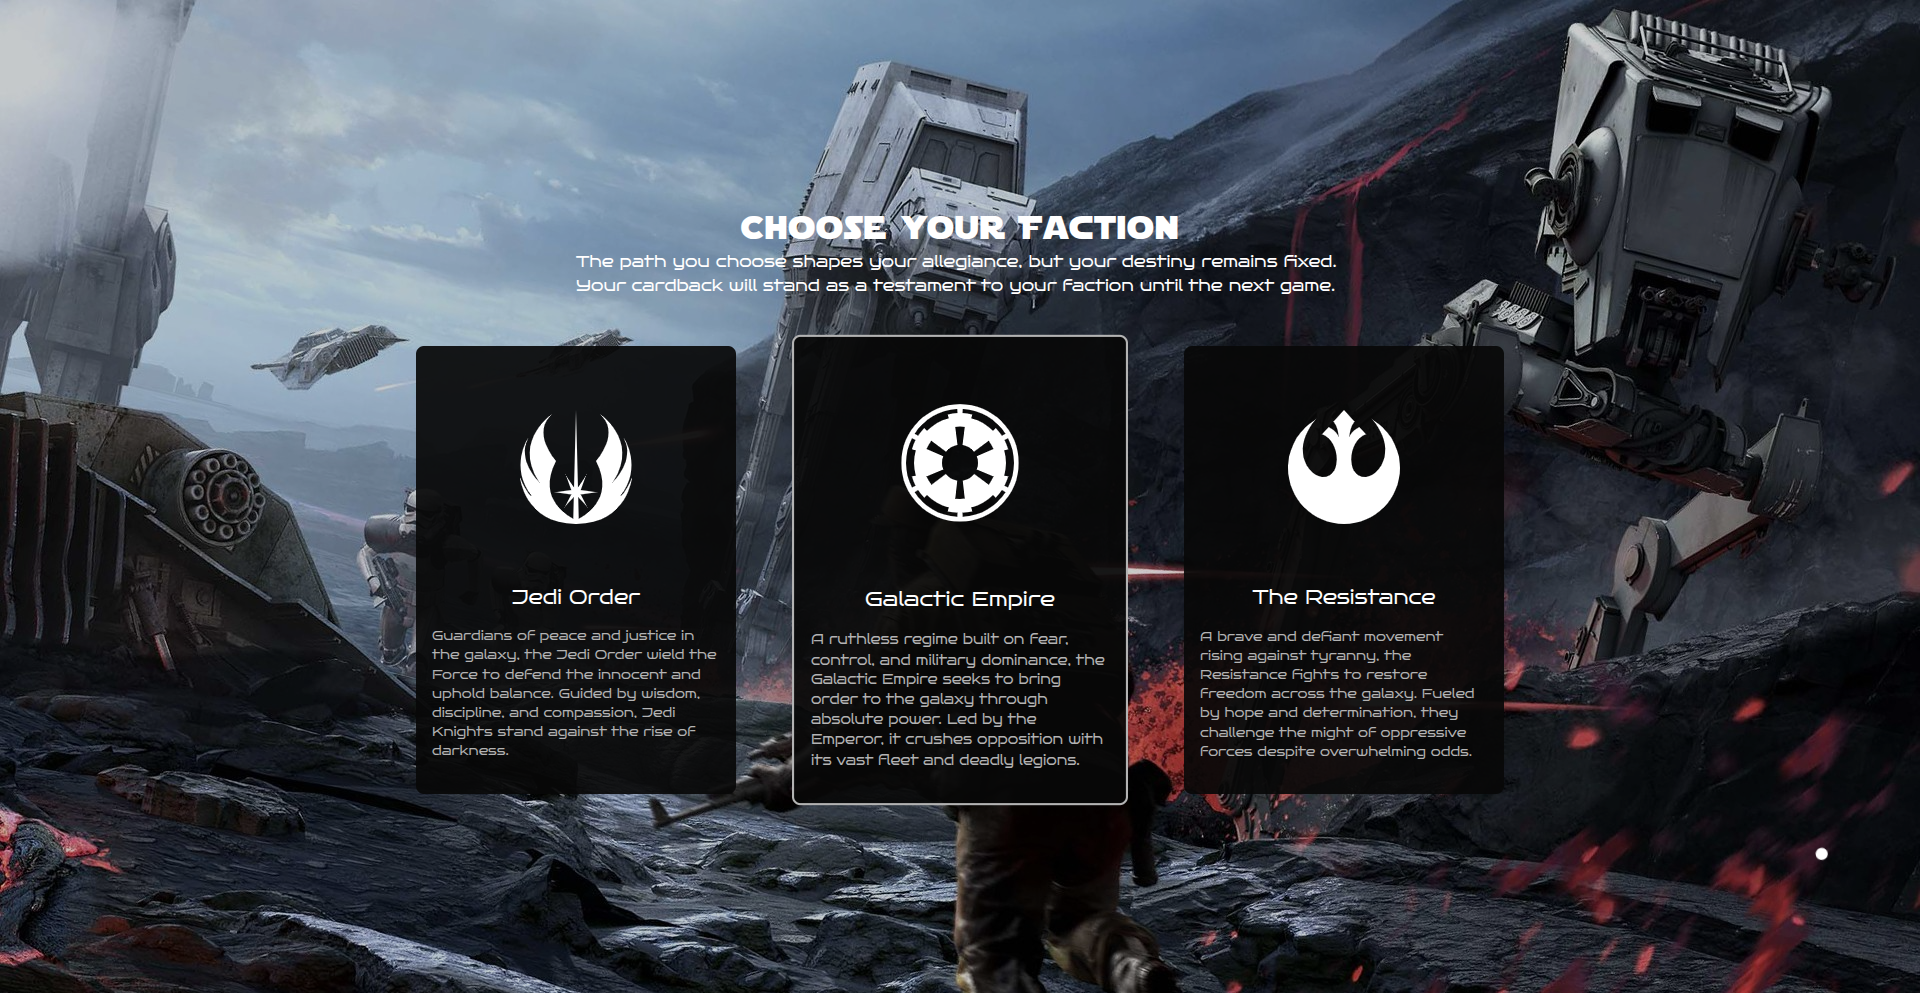 CHOOSE YOUR FACTION
The path you choose shapes your allegiance, but your destiny remains fixed.
Your cardback will stand as a testament to your faction until the next game.
Jedi Order
Guardians of peace and justice in
the galaxy, the Jedi Order wield the
Force to defend the innocent and
uphold balance. Guided by wisdom,
discipline, and compassion, Jedi
Knights stand against the rise of
darkness.
Galactic Empire
A ruthless regime built on fear,
control, and military dominance, the
Galactic Empire seeks to bring
order to the galaxy through
absolute power. Led by the
Emperor, it crushes opposition with
its vast fleet and deadly legions.
The Resistance
A brave and defiant movement
rising against tyranny, the
Resistance fights to restore
freedom across the galaxy. Fueled
by hope and determination, they
challenge the might of oppressive
forces despite overwhelming odds.